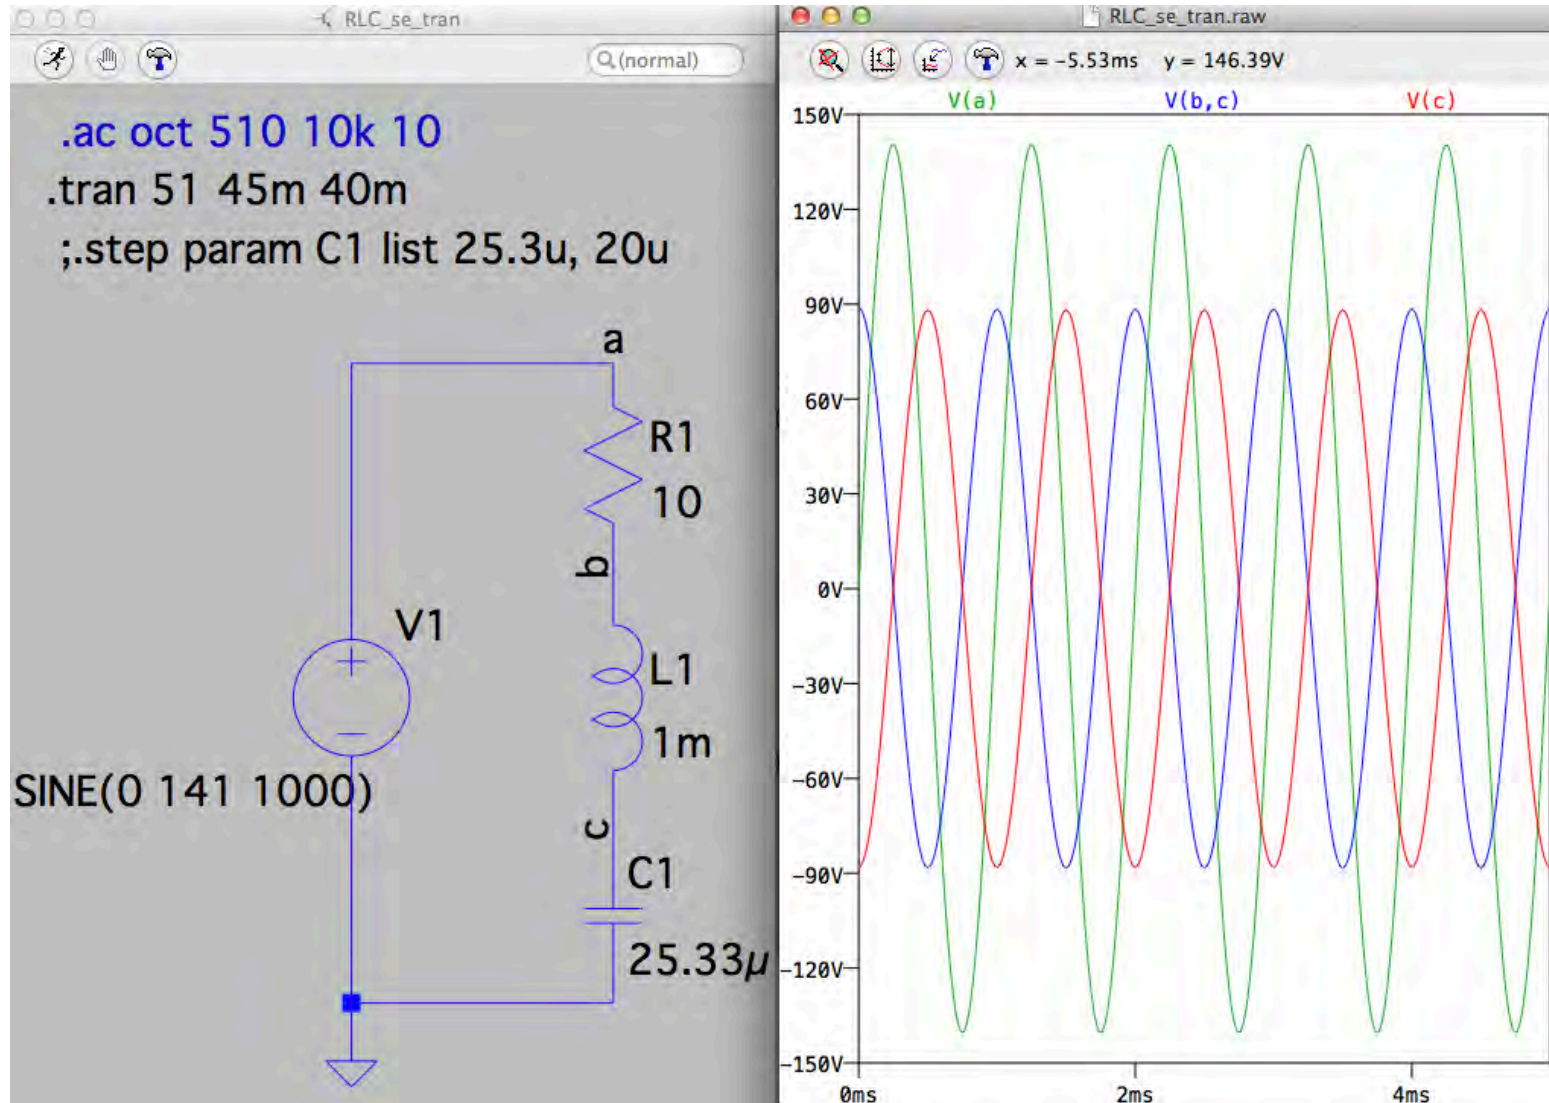 RLC_se_tran
(normal)
.ac oct 510 10k 10
.tran 51 45m 40m
;.step param C1 list 25.3u, 20u
a
R1
10
b
V1
L1
1m
SINE(0 141 1000)
c
C1
25.33µ
RLC_se_tran.raw
x = -5.53ms y = 146.39V
V(a) V(b,c) V(c)
150V
120V
90V
60V
30V
0V
-30V
-60V
-90V
-120V
-150V
0ms 2ms 4ms